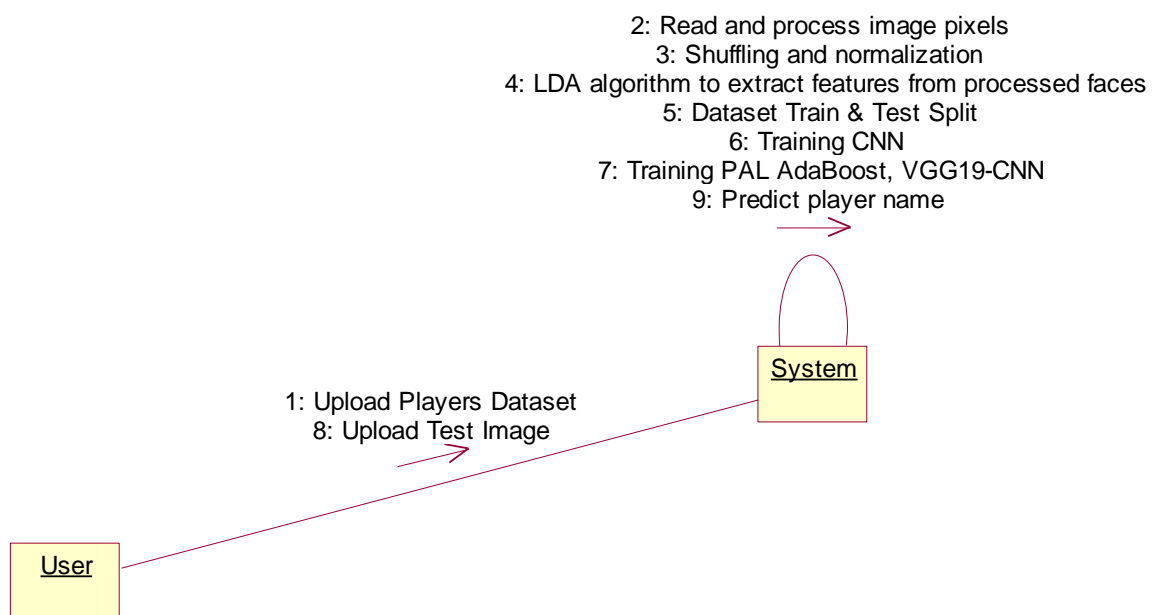 2: Read and process image pixels
3: Shuffling and normalization
4: LDA algorithm to extract features from processed faces
5: Dataset Train & Test Split
6: Training CNN
7: Training PAL AdaBoost, VGG19-CNN
9: Predict player name
System
1: Upload Players Dataset
8: Upload Test Image
User